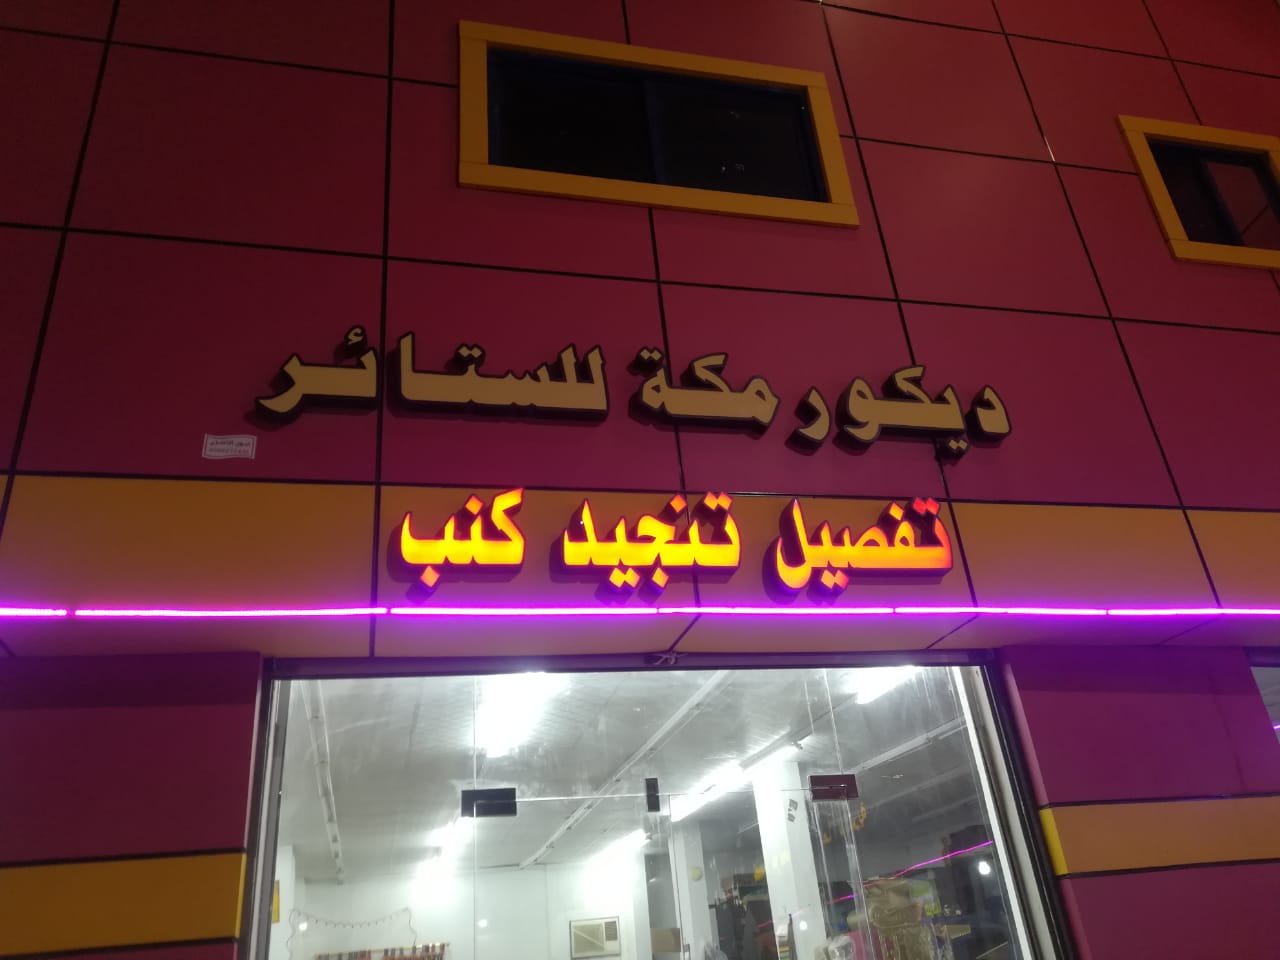 ديكور مكة للستائر
تفصيل تنجيد كنب